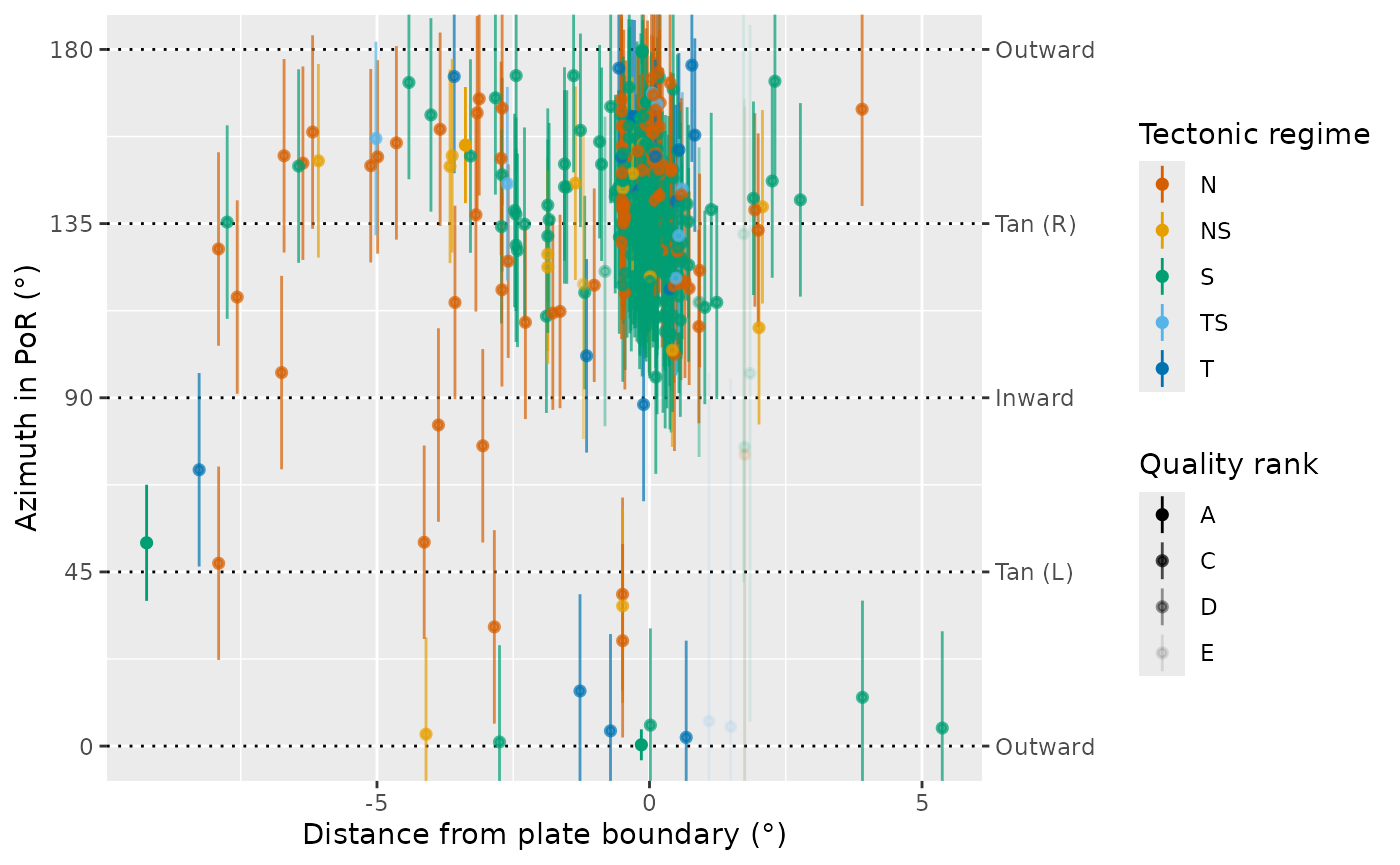 180
135
90
45
0
Azimuth in PoR (°)
-5
0
5
Distance from plate boundary (°)
Outward
Tan (R)
Inward
Tan (L)
Outward
Tectonic regime
N
NS
S
TS
T
Quality rank
A
C
D
E